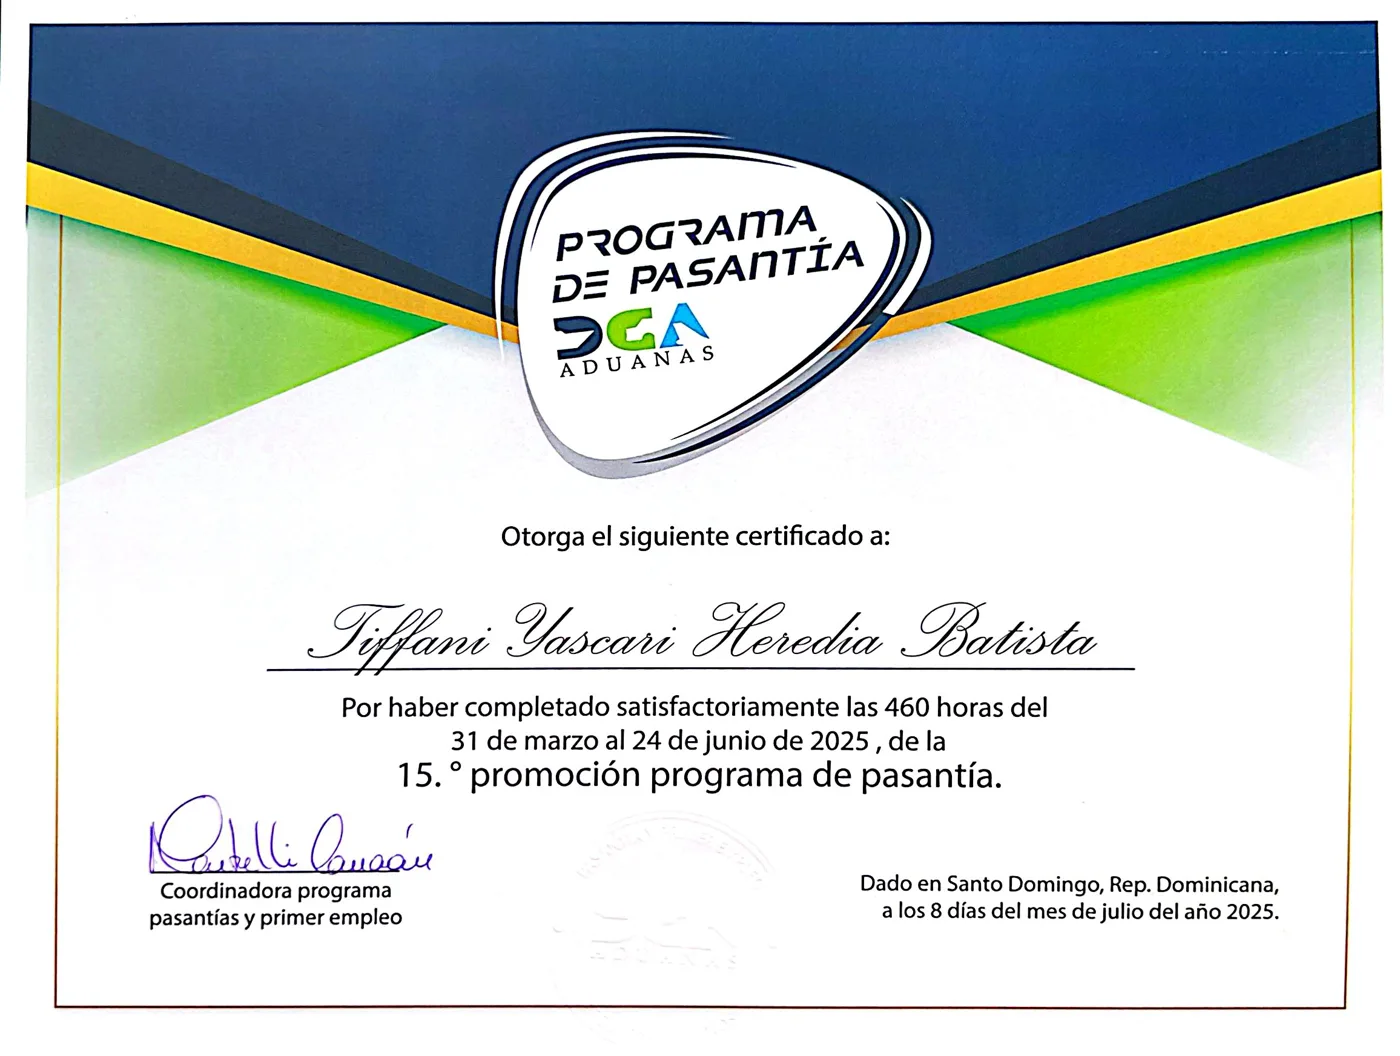 PROGRAMA
DE PASANTÍA
DGA
ADUANAS
Otorga el siguiente certificado a:
Tiffani Yascari Heredia Batista
Por haber completado satisfactoriamente las 460 horas del
31 de marzo al 24 de junio de 2025 , de la
15. ° promoción programa de pasantía.
Coordinadora programa
pasantías y primer empleo
Dado en Santo Domingo, Rep. Dominicana,
a los 8 días del mes de julio del año 2025.
ADUANAS